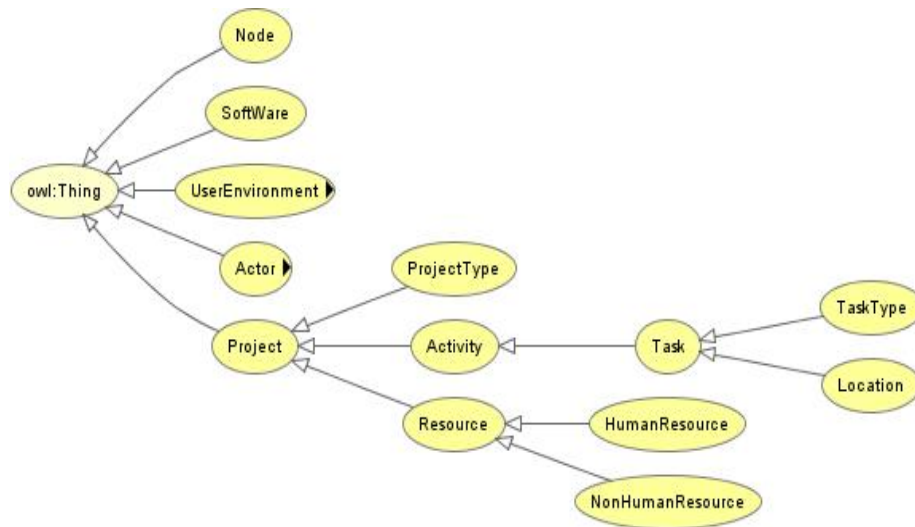 Node
SoftWare
owl:Thing
UserEnvironment
Actor
ProjectType
Project
Activity
Task
TaskType
Location
Resource
HumanResource
NonHumanResource